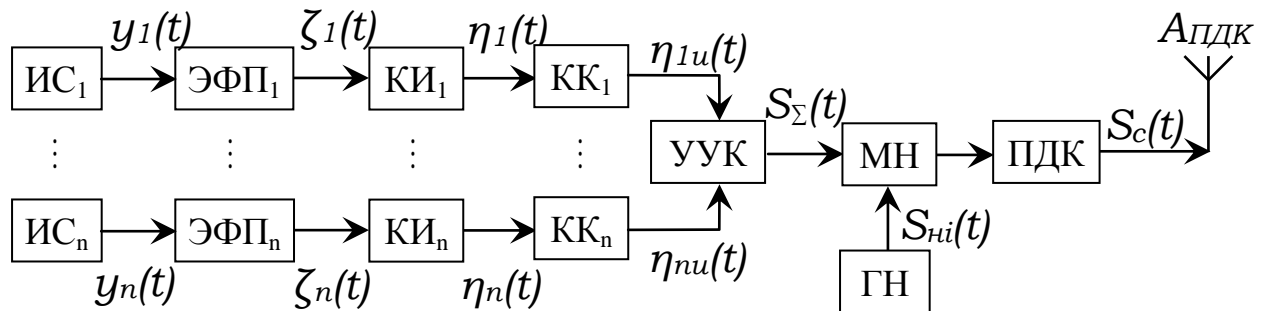 y1(t) ζ1(t) η1(t) AПДК
ИС1 ЭФП1 КИ1 КК1 η1u(t)
SΣ(t) Sc(t)
⋮ ⋮ ⋮ ⋮ УУК МН ПДК
ИСn ЭФПn КИn ККn Sнi(t)
yn(t) ζn(t) ηn(t) ηnu(t) ГН